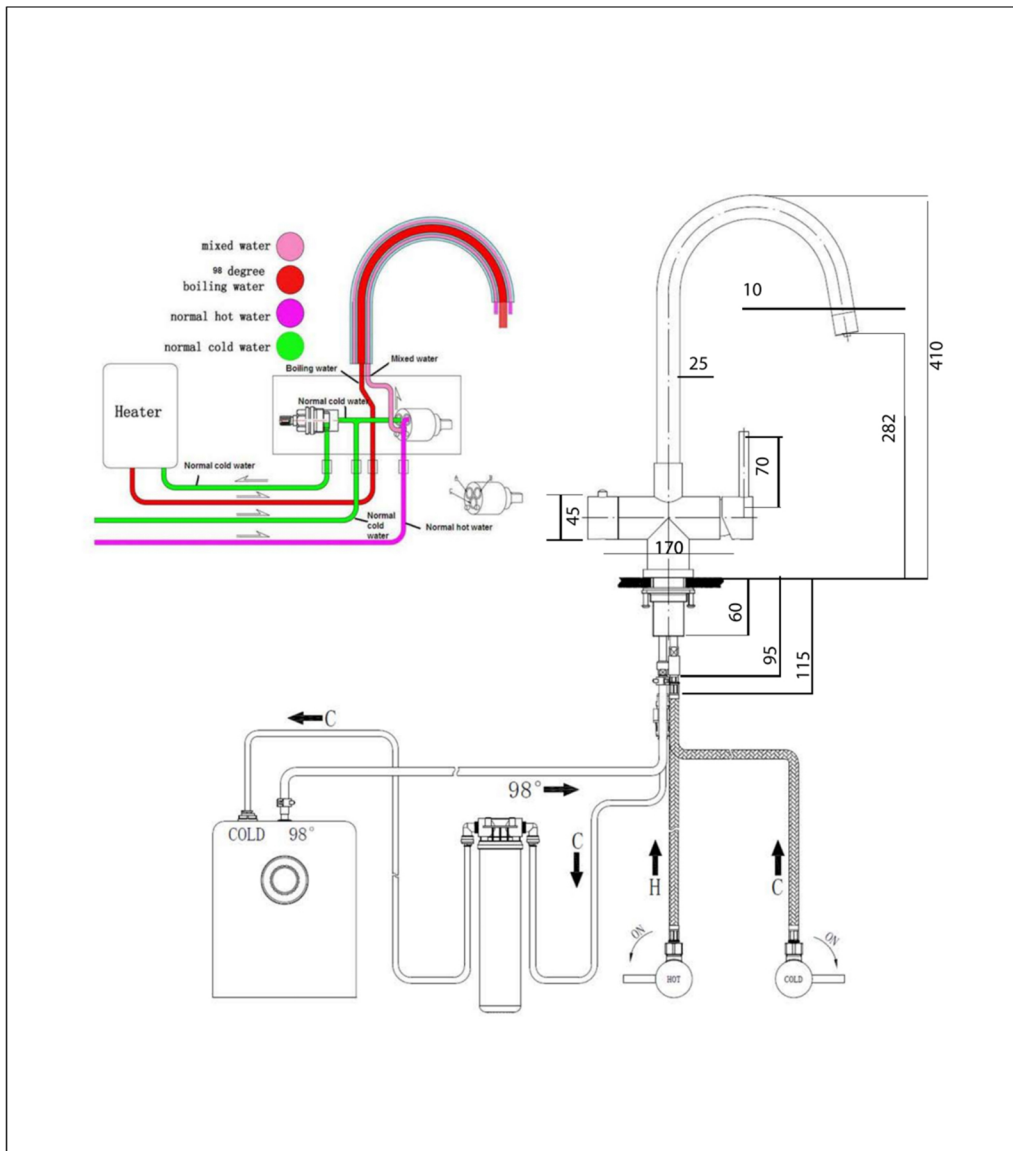 mixed water
98 degree
boiling water
normal hot water
normal cold water
Heater
Boiling water
Mixed water
Normal cold water
Normal cold water
Normal
cold
water
Normal hot water
10
25
410
282
70
45
170
60
95
115
C
98°
COLD 98°
C
H
C
ON
HOT
ON
COLD